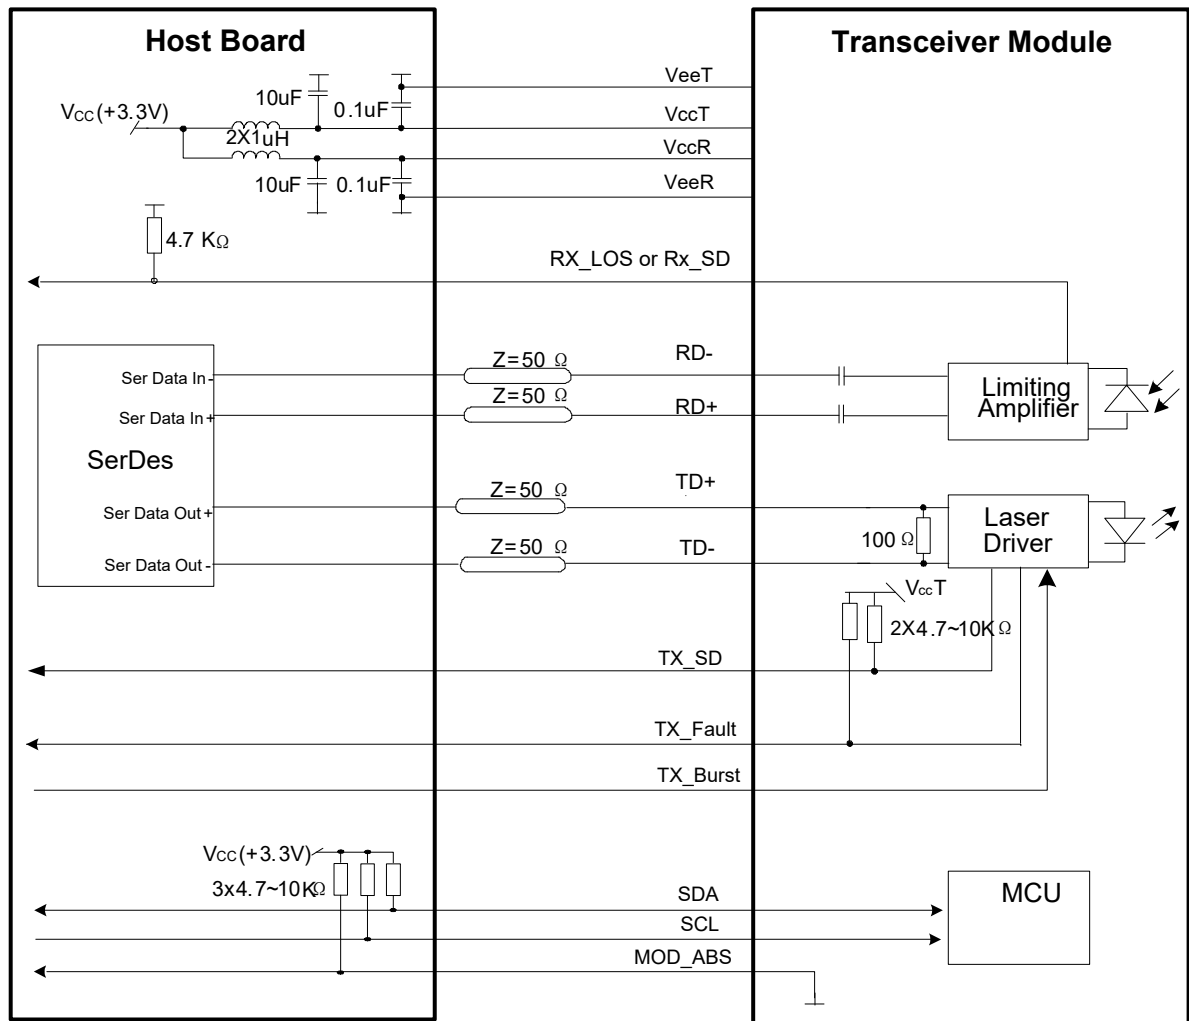 Host Board
Transceiver Module
VeeT
10uF
0.1uF
Vcc(+3.3V)
VccT
2X1uH
VccR
10uF
0.1uF
VeeR
4.7 KΩ
RX_LOS or Rx_SD
Z=50 Ω
RD-
Ser Data In-
Z=50 Ω
Limiting
Amplifier
RD+
Ser Data In+
SerDes
TD+
Z=50 Ω
Ser Data Out+
Laser
Driver
100 Ω
Z=50 Ω
TD-
Ser Data Out-
VccT
2X4.7~10KΩ
TX_SD
TX_Fault
TX_Burst
Vcc(+3.3V)
3x4.7~10KΩ
SDA
MCU
SCL
MOD_ABS